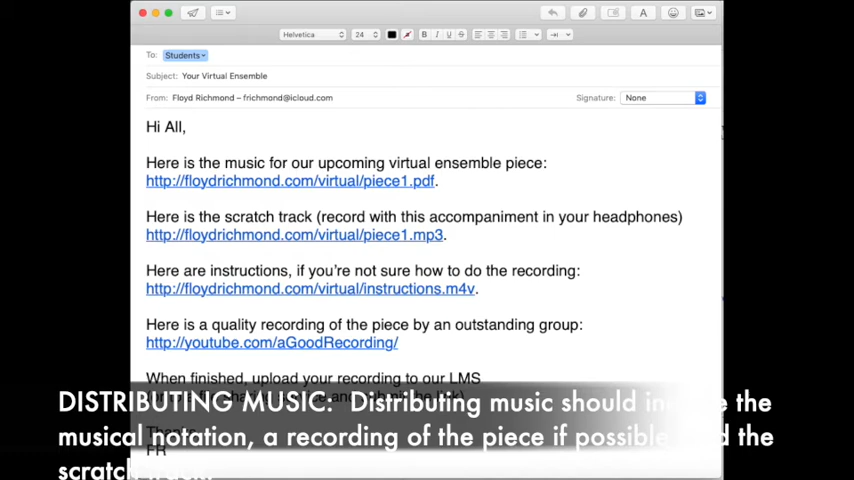 Helvetica 24 B I U S
To: Students
Subject: Your Virtual Ensemble
From: Floyd Richmond – frichmond@icloud.com Signature: None
Hi All,
Here is the music for our upcoming virtual ensemble piece:
http://floydrichmond.com/virtual/piece1.pdf.
Here is the scratch track (record with this accompaniment in your headphones)
http://floydrichmond.com/virtual/piece1.mp3.
Here are instructions, if you're not sure how to do the recording:
http://floydrichmond.com/virtual/instructions.m4v.
Here is a quality recording of the piece by an outstanding group:
http://youtube.com/aGoodRecording/
When finished, upload your recording to our LMS
FR
DISTRIBUTING MUSIC: Distributing music should the
musical notation, a recording of the piece if possible the
scratch